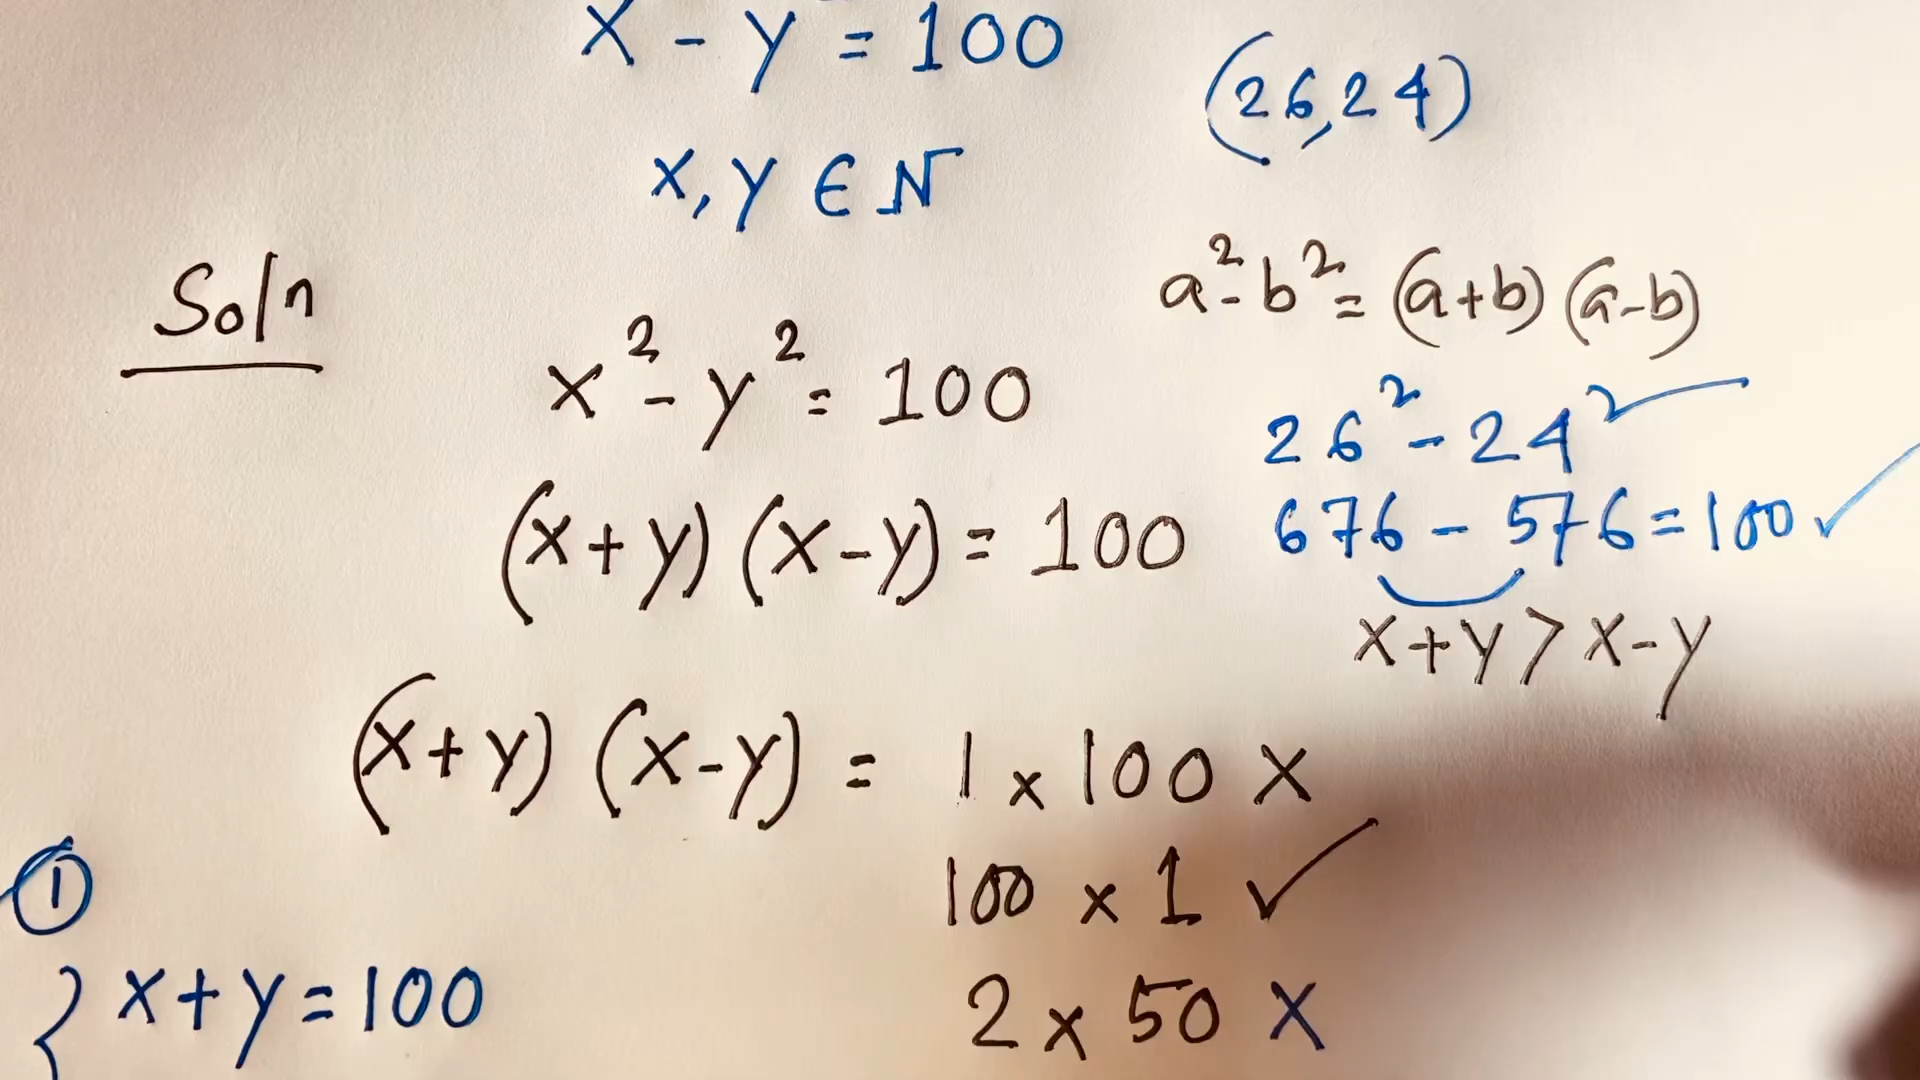 x - y = 100
(26,24)
x, y ∈ N
Soln
a² - b² = (a+b) (a-b)
x² - y² = 100
26² - 24²
(x+y) (x-y) = 100
676 - 576 = 100 ✓
x+y > x-y
(x+y) (x-y) = 1 x 100 X
100 x 1 ✓
①
{ x+y = 100
2 x 50 X